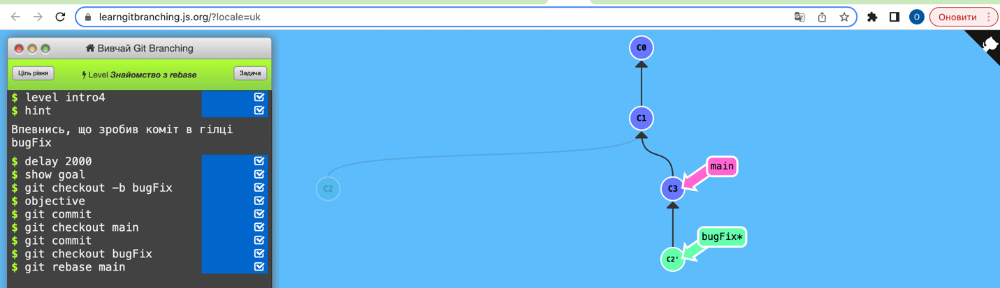 learngitbranching.js.org/?locale=uk
O
Оновити
Вивчай Git Branching
Ціль рівня
Level Знайомство з rebase
Задача
$ level intro4
$ hint
Впевнись, що зробив коміт в гілці
bugFix
$ delay 2000
$ show goal
$ git checkout -b bugFix
$ objective
$ git commit
$ git checkout main
$ git commit
$ git checkout bugFix
$ git rebase main
C0
C1
main
C2
C3
bugFix*
C2'